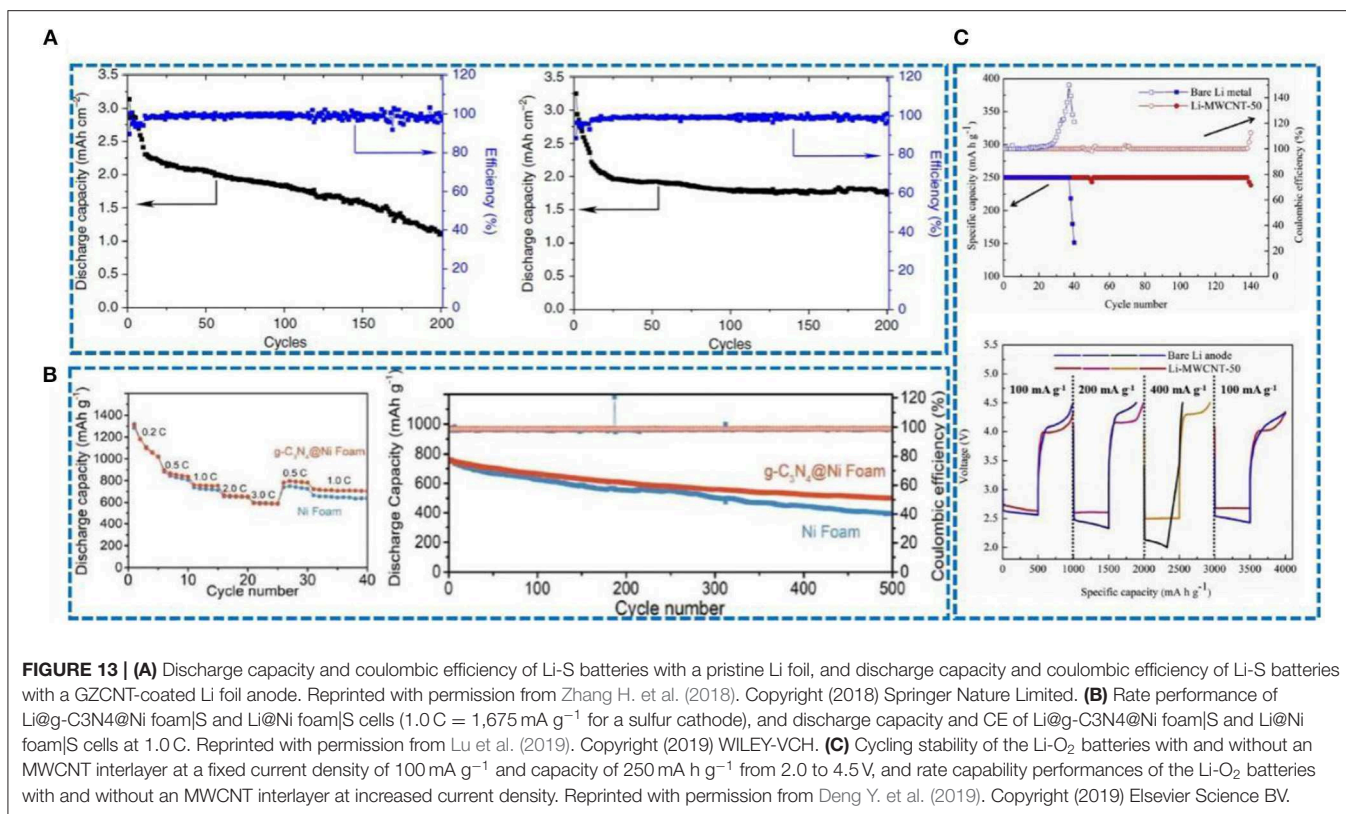 A
3.5
3.0
2.5
2.0
1.5
1.0
0.5
0.0
Discharge capacity (mAh cm⁻²)
0
50
100
150
200
Cycles
120
100
80
60
40
20
0
Efficiency (%)
3.5
3.0
2.5
2.0
1.5
1.0
0.5
0.0
Discharge capacity (mAh cm⁻²)
0
50
100
150
200
Cycles
120
100
80
60
40
20
0
Efficiency (%)
B
Discharge capacity (mAh g⁻¹)
1400
1200
1000
800
600
400
200
0
0.2 C
0.5 C
1.0 C
2.0 C
3.0 C
0.5 C
1.0 C
g-C₃N₄@Ni Foam
Ni Foam
0
10
20
30
40
Cycle number
Discharge Capacity (mAh g⁻¹)
1000
800
600
400
200
0
g-C₃N₄@Ni Foam
Ni Foam
0
100
200
300
400
500
Cycle number
120
100
80
60
40
20
0
Coulombic efficiency (%)
C
Specific capacity (mA h g⁻¹)
400
350
300
250
200
150
100
Bare Li metal
Li-MWCNT-50
0
20
40
60
80
100
120
140
Cycle number
140
120
100
80
60
40
20
0
Coulombic efficiency (%)
Voltage (V)
5.5
5.0
4.5
4.0
3.5
3.0
2.5
2.0
Bare Li anode
Li-MWCNT-50
100 mA g⁻¹
200 mA g⁻¹
400 mA g⁻¹
100 mA g⁻¹
0
500
1000
1500
2000
2500
3000
3500
4000
Specific capacity (mA h g⁻¹)
FIGURE 13 | (A) Discharge capacity and coulombic efficiency of Li-S batteries with a pristine Li foil, and discharge capacity and coulombic efficiency of Li-S batteries
with a GZCNT-coated Li foil anode. Reprinted with permission from Zhang H. et al. (2018). Copyright (2018) Springer Nature Limited. (B) Rate performance of
Li@g-C3N4@Ni foam|S and Li@Ni foam|S cells (1.0 C = 1,675 mA g⁻¹ for a sulfur cathode), and discharge capacity and CE of Li@g-C3N4@Ni foam|S and Li@Ni
foam|S cells at 1.0 C. Reprinted with permission from Lu et al. (2019). Copyright (2019) WILEY-VCH. (C) Cycling stability of the Li-O₂ batteries with and without an
MWCNT interlayer at a fixed current density of 100 mA g⁻¹ and capacity of 250 mA h g⁻¹ from 2.0 to 4.5 V, and rate capability performances of the Li-O₂ batteries
with and without an MWCNT interlayer at increased current density. Reprinted with permission from Deng Y. et al. (2019). Copyright (2019) Elsevier Science BV.